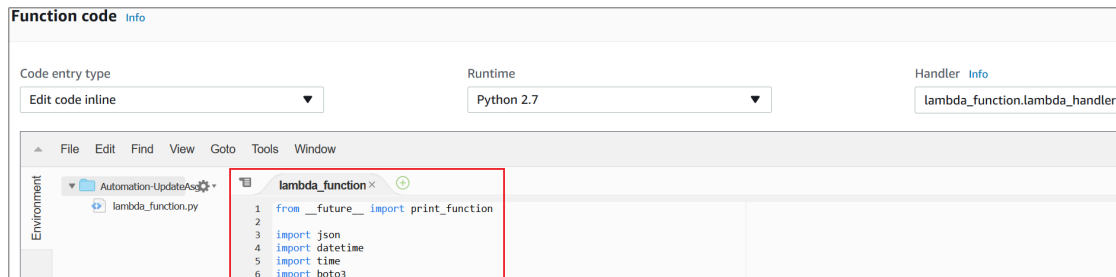 Function code Info
Code entry type
Runtime
Handler Info
Edit code inline
Python 2.7
lambda_function.lambda_handler
File Edit Find View Goto Tools Window
Environment
Automation-UpdateAsg
lambda_function.py
lambda_function ×
1 from __future__ import print_function
2
3 import json
4 import datetime
5 import time
6 import boto3